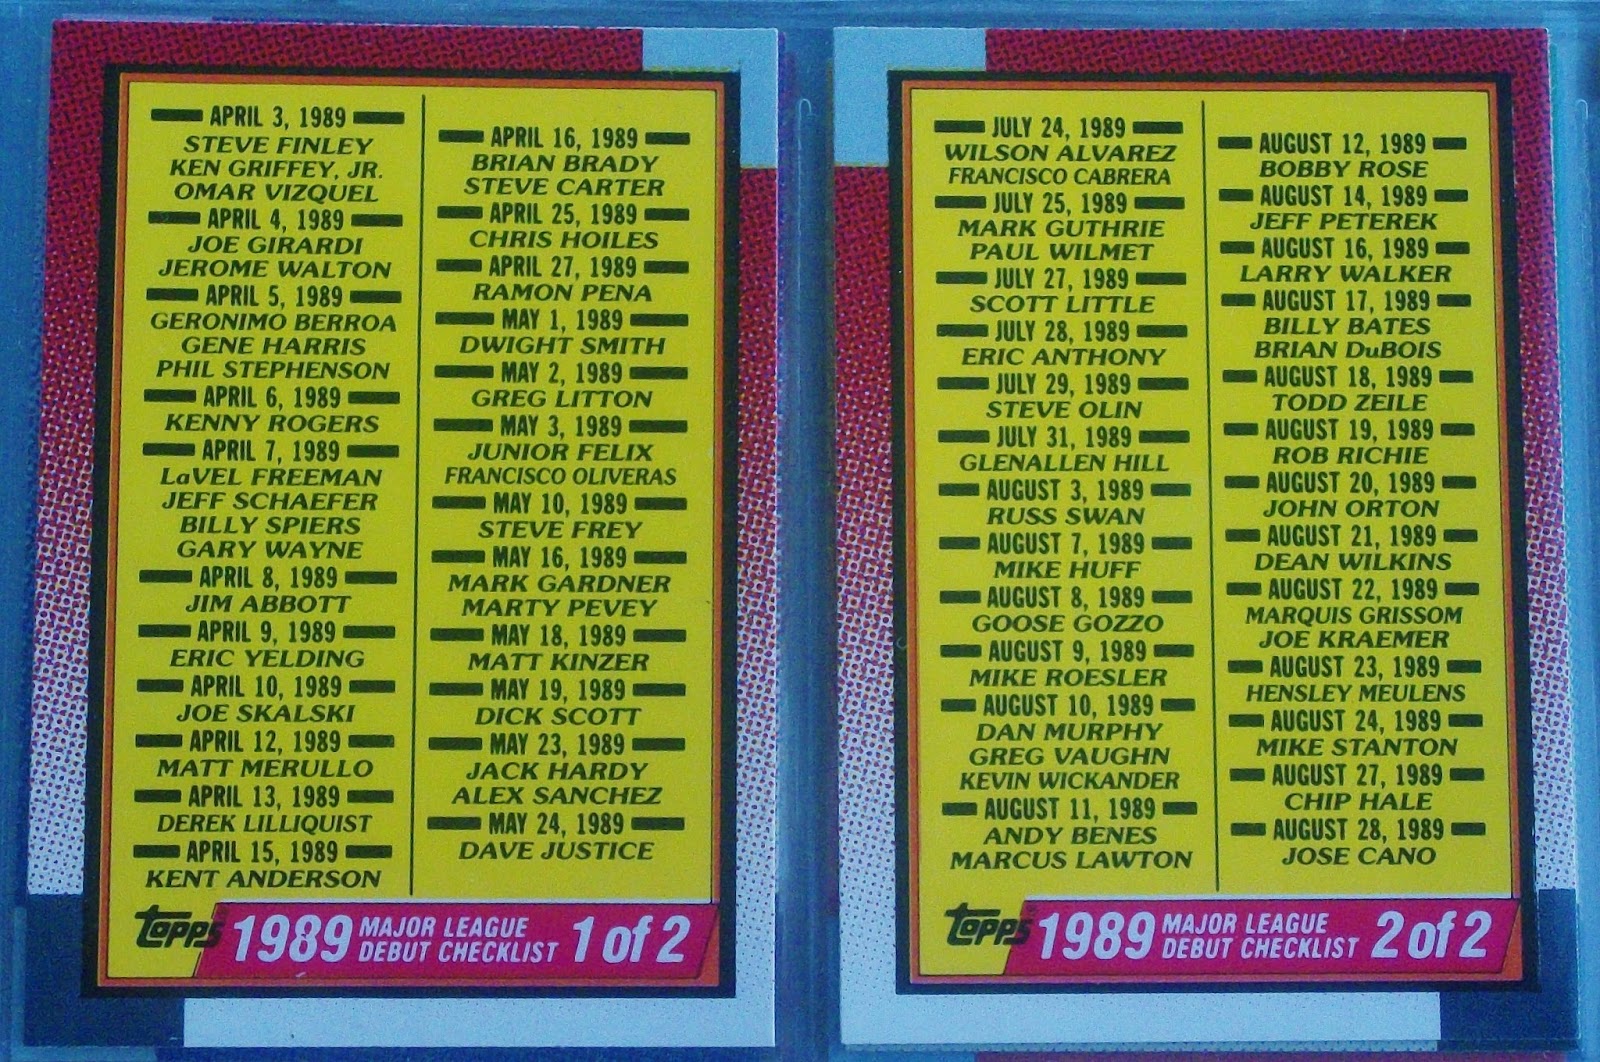 APRIL 3, 1989
STEVE FINLEY
KEN GRIFFEY, JR.
OMAR VIZQUEL
APRIL 4, 1989
JOE GIRARDI
JEROME WALTON
APRIL 5, 1989
GERONIMO BERROA
GENE HARRIS
PHIL STEPHENSON
APRIL 6, 1989
KENNY ROGERS
APRIL 7, 1989
LaVEL FREEMAN
JEFF SCHAEFER
BILLY SPIERS
GARY WAYNE
APRIL 8, 1989
JIM ABBOTT
APRIL 9, 1989
ERIC YELDING
APRIL 10, 1989
JOE SKALSKI
APRIL 12, 1989
MATT MERULLO
APRIL 13, 1989
DEREK LILLIQUIST
APRIL 15, 1989
KENT ANDERSON
APRIL 16, 1989
BRIAN BRADY
STEVE CARTER
APRIL 25, 1989
CHRIS HOILES
APRIL 27, 1989
RAMON PENA
MAY 1, 1989
DWIGHT SMITH
MAY 2, 1989
GREG LITTON
MAY 3, 1989
JUNIOR FELIX
FRANCISCO OLIVERAS
MAY 10, 1989
STEVE FREY
MAY 16, 1989
MARK GARDNER
MARTY PEVEY
MAY 18, 1989
MATT KINZER
MAY 19, 1989
DICK SCOTT
MAY 23, 1989
JACK HARDY
ALEX SANCHEZ
MAY 24, 1989
DAVE JUSTICE
topps 1989 MAJOR LEAGUE
DEBUT CHECKLIST 1 of 2
JULY 24, 1989
WILSON ALVAREZ
FRANCISCO CABRERA
JULY 25, 1989
MARK GUTHRIE
PAUL WILMET
JULY 27, 1989
SCOTT LITTLE
JULY 28, 1989
ERIC ANTHONY
JULY 29, 1989
STEVE OLIN
JULY 31, 1989
GLENALLEN HILL
AUGUST 3, 1989
RUSS SWAN
AUGUST 7, 1989
MIKE HUFF
AUGUST 8, 1989
GOOSE GOZZO
AUGUST 9, 1989
MIKE ROESLER
AUGUST 10, 1989
DAN MURPHY
GREG VAUGHN
KEVIN WICKANDER
AUGUST 11, 1989
ANDY BENES
MARCUS LAWTON
AUGUST 12, 1989
BOBBY ROSE
AUGUST 14, 1989
JEFF PETEREK
AUGUST 16, 1989
LARRY WALKER
AUGUST 17, 1989
BILLY BATES
BRIAN DuBOIS
AUGUST 18, 1989
TODD ZEILE
AUGUST 19, 1989
ROB RICHIE
AUGUST 20, 1989
JOHN ORTON
AUGUST 21, 1989
DEAN WILKINS
AUGUST 22, 1989
MARQUIS GRISSOM
JOE KRAEMER
AUGUST 23, 1989
HENSLEY MEULENS
AUGUST 24, 1989
MIKE STANTON
AUGUST 27, 1989
CHIP HALE
AUGUST 28, 1989
JOSE CANO
topps 1989 MAJOR LEAGUE
DEBUT CHECKLIST 2 of 2